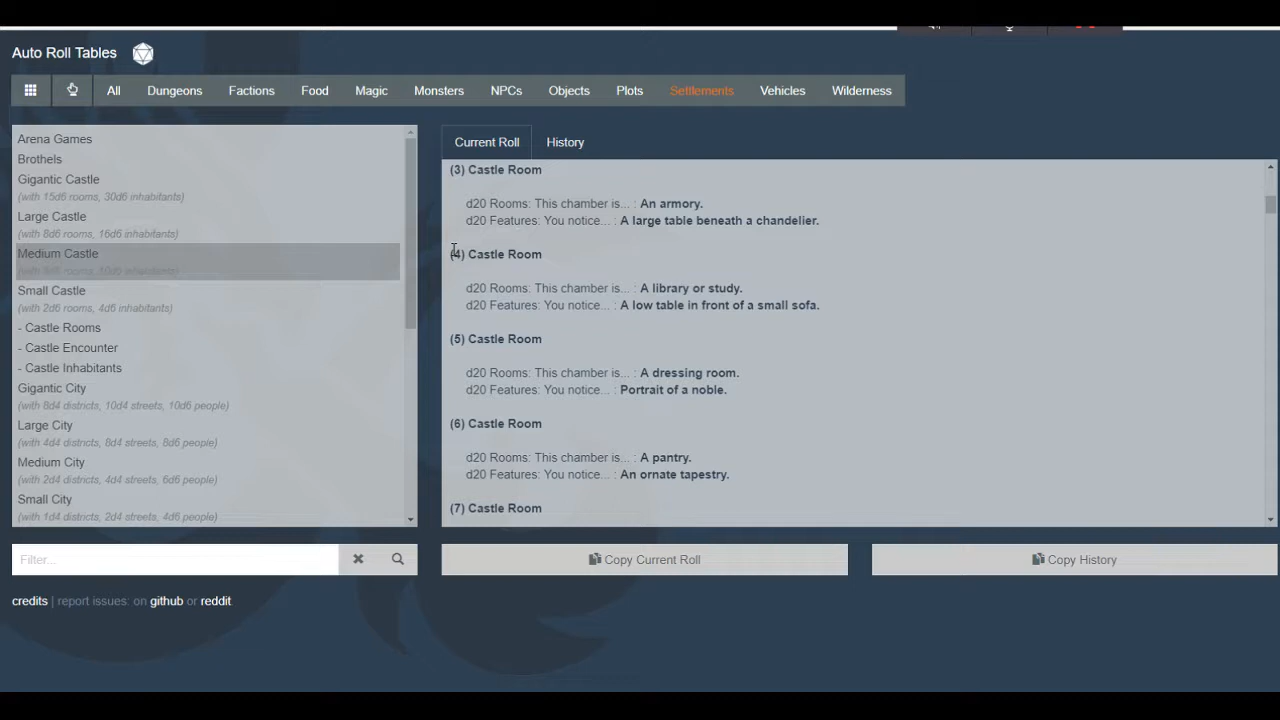 Auto Roll Tables
All Dungeons Factions Food Magic Monsters NPCs Objects Plots Settlements Vehicles Wilderness
Arena Games
Brothels
Gigantic Castle
(with 15d6 rooms, 30d6 inhabitants)
Large Castle
(with 8d6 rooms, 16d6 inhabitants)
Medium Castle
Small Castle
(with 2d6 rooms, 4d6 inhabitants)
- Castle Rooms
- Castle Encounter
- Castle Inhabitants
Gigantic City
(with 8d4 districts, 10d4 streets, 10d6 people)
Large City
(with 4d4 districts, 8d4 streets, 8d6 people)
Medium City
(with 2d4 districts, 4d4 streets, 6d6 people)
Small City
(with 1d4 districts, 2d4 streets, 4d6 people)
Filter...
Current Roll History
(3) Castle Room
d20 Rooms: This chamber is... : An armory.
d20 Features: You notice... : A large table beneath a chandelier.
(4) Castle Room
d20 Rooms: This chamber is... : A library or study.
d20 Features: You notice... : A low table in front of a small sofa.
(5) Castle Room
d20 Rooms: This chamber is... : A dressing room.
d20 Features: You notice... : Portrait of a noble.
(6) Castle Room
d20 Rooms: This chamber is... : A pantry.
d20 Features: You notice... : An ornate tapestry.
(7) Castle Room
Copy Current Roll
Copy History
credits | report issues: on github or reddit